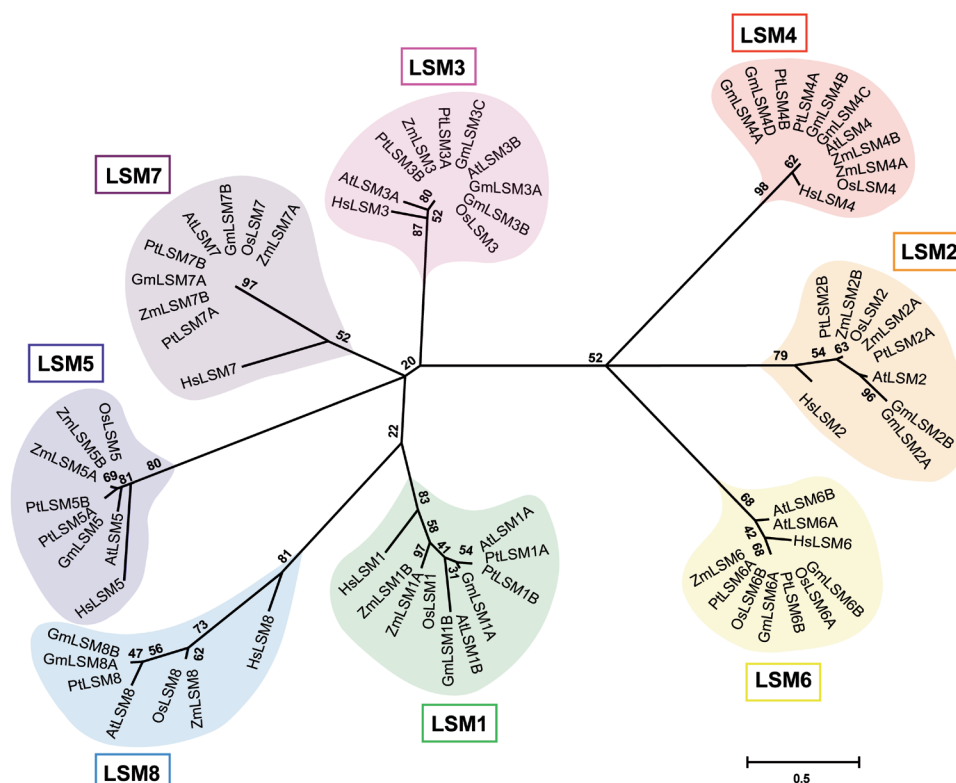 LSM4
PtLSM4A
PtLSM4B
GmLSM4D
GmLSM4A
GmLSM4B
GmLSM4C
AtLSM4
ZmLSM4B
ZmLSM4A
OsLSM4
HsLSM4
62
98
LSM3
GmLSM3C
PtLSM3A
ZmLSM3
PtLSM3B
AtLSM3B
GmLSM3A
GmLSM3B
OsLSM3
AtLSM3A
HsLSM3
80
52
87
LSM7
GmLSM7B
OsLSM7
ZmLSM7A
AtLSM7
PtLSM7B
GmLSM7A
ZmLSM7B
PtLSM7A
HsLSM7
97
52
LSM2
PtLSM2B
ZmLSM2B
OsLSM2
ZmLSM2A
PtLSM2A
AtLSM2
GmLSM2B
GmLSM2A
HsLSM2
79
54
63
96
52
20
22
LSM5
OsLSM5
ZmLSM5B
ZmLSM5A
PtLSM5B
PtLSM5A
GmLSM5
AtLSM5
HsLSM5
69
81
80
LSM6
AtLSM6B
AtLSM6A
HsLSM6
GmLSM6B
OsLSM6A
PtLSM6B
GmLSM6A
OsLSM6B
PtLSM6A
ZmLSM6
68
42
68
LSM1
HsLSM1
ZmLSM1B
ZmLSM1A
OsLSM1
GmLSM1B
AtLSM1B
GmLSM1A
PtLSM1B
PtLSM1A
AtLSM1A
83
58
97
41
54
31
LSM8
GmLSM8B
GmLSM8A
PtLSM8
AtLSM8
OsLSM8
ZmLSM8
HsLSM8
47
56
73
62
81
0.5